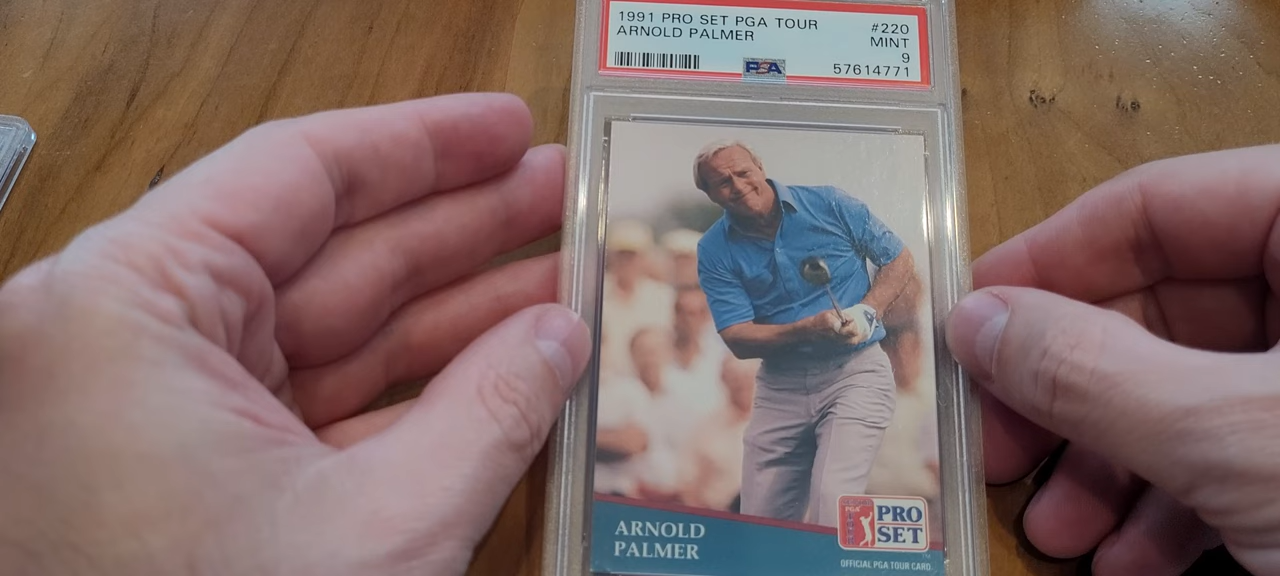 1991 PRO SET PGA TOUR #220
ARNOLD PALMER MINT
9
PSA 57614771
ARNOLD
PALMER
PGA
PRO
SET
OFFICIAL PGA TOUR CARD